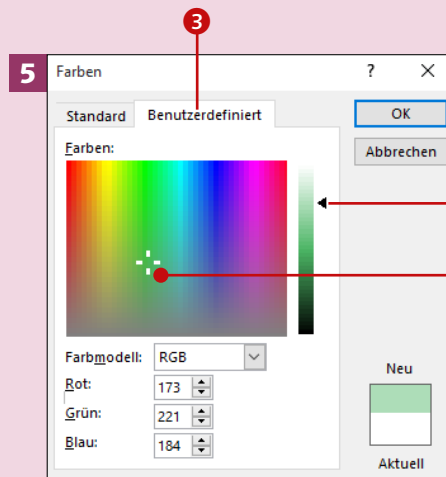 3
5
Farben ? ×
Standard Benutzerdefiniert
OK
Abbrechen
Farben:
Farbmodell: RGB
Rot: 173
Grün: 221
Blau: 184
Neu
Aktuell